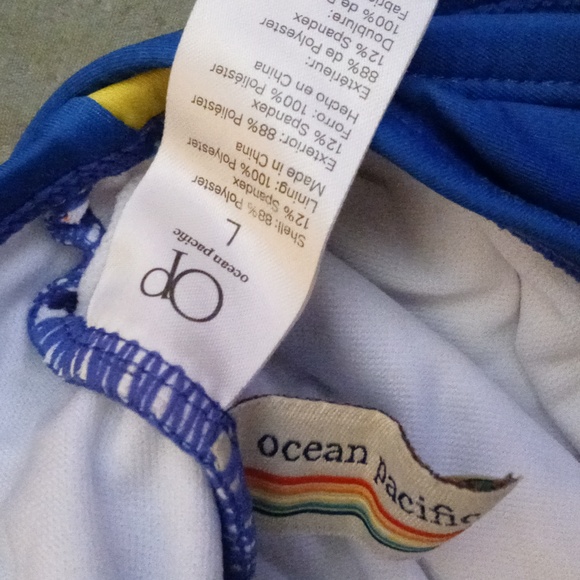 Op
ocean pacific
L
Shell: 88% Polyester
12% Spandex
Lining: 100% Polyester
Made in China
Exterior: 88% Poliéster
12% Spandex
Forro: 100% Poliéster
Hecho en China
Extérieur:
88% de Polyester
12% Spandex
Doublure:
100% de
ocean pacific